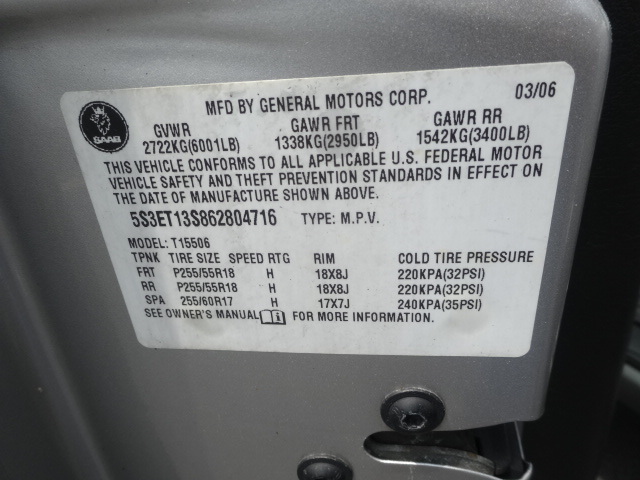 MFD BY GENERAL MOTORS CORP. 03/06
SAAB
GVWR GAWR FRT GAWR RR
2722KG(6001LB) 1338KG(2950LB) 1542KG(3400LB)
THIS VEHICLE CONFORMS TO ALL APPLICABLE U.S. FEDERAL MOTOR
VEHICLE SAFETY AND THEFT PREVENTION STANDARDS IN EFFECT ON
THE DATE OF MANUFACTURE SHOWN ABOVE.
5S3ET13S862804716 TYPE: M.P.V.
MODEL: T15506
TPNK TIRE SIZE SPEED RTG RIM COLD TIRE PRESSURE
FRT P255/55R18 H 18X8J 220KPA(32PSI)
RR P255/55R18 H 18X8J 220KPA(32PSI)
SPA 255/60R17 H 17X7J 240KPA(35PSI)
SEE OWNER'S MANUAL FOR MORE INFORMATION.